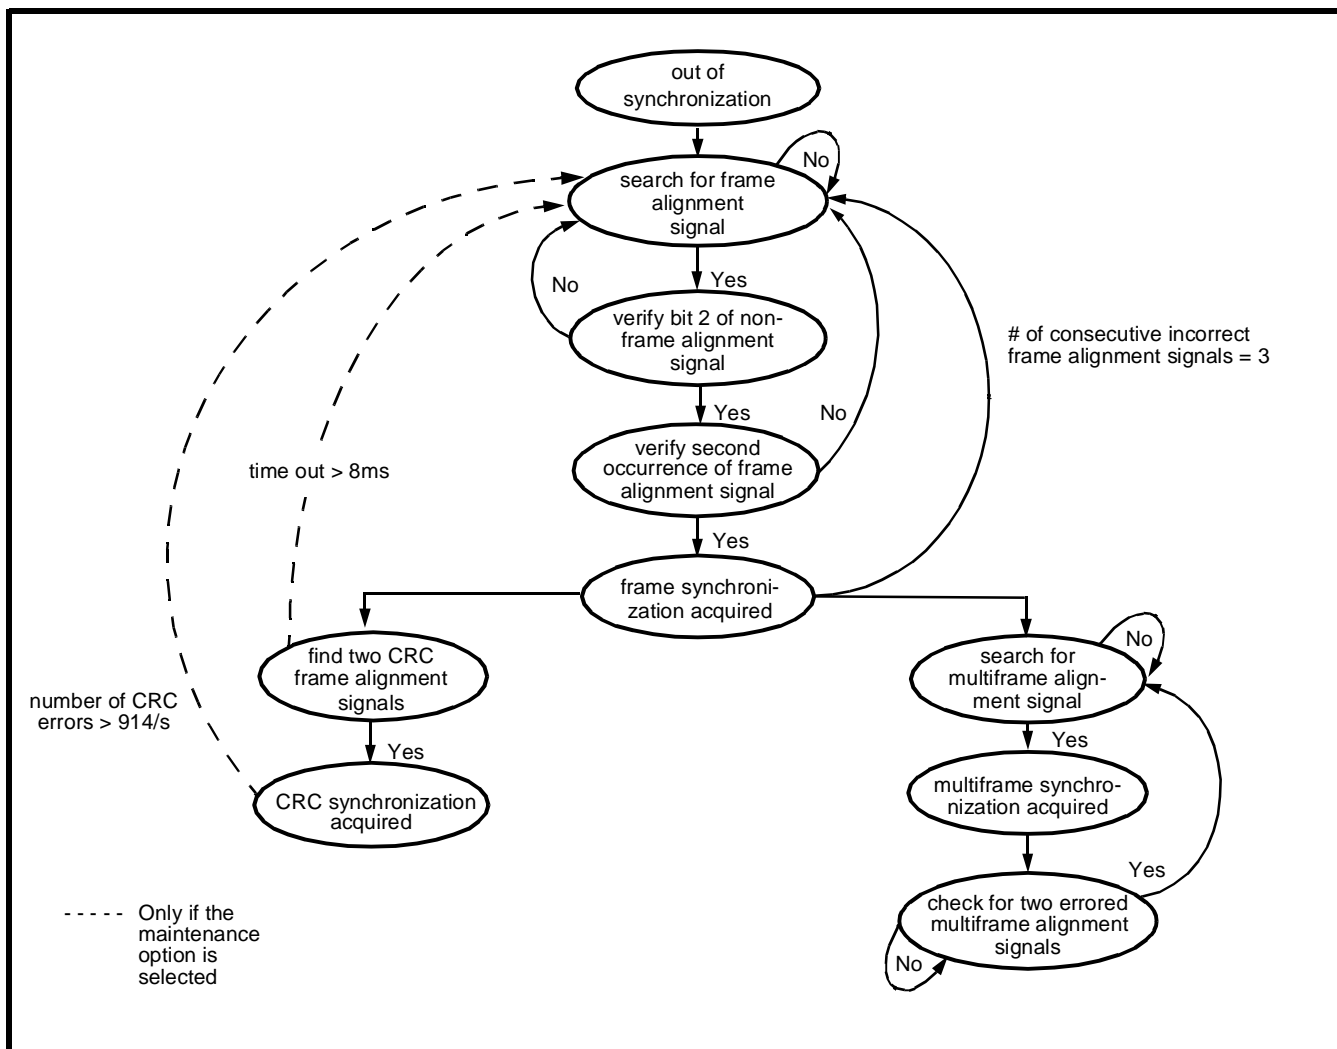 out of
synchronization
No
search for frame
alignment
signal
Yes
No
verify bit 2 of non-
frame alignment
signal
# of consecutive incorrect
frame alignment signals = 3
Yes
No
verify second
occurrence of frame
alignment signal
time out > 8ms
Yes
frame synchroni-
zation acquired
find two CRC
frame alignment
signals
No
search for
multiframe align-
ment signal
number of CRC
errors > 914/s
Yes
Yes
CRC synchronization
acquired
multiframe synchro-
nization acquired
Yes
check for two errored
multiframe alignment
signals
No
- - - - - Only if the
maintenance
option is
selected